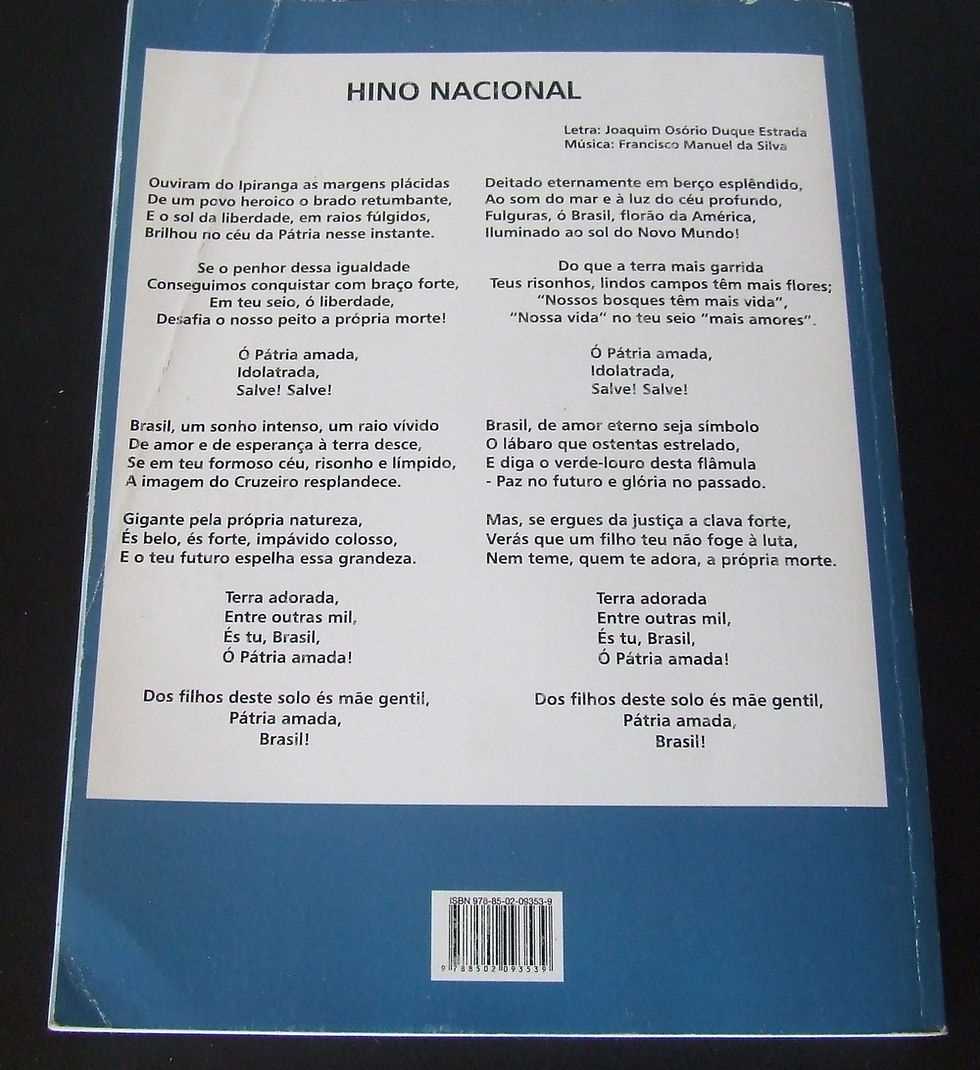 HINO NACIONAL
Letra: Joaquim Osório Duque Estrada
Música: Francisco Manuel da Silva
Ouviram do Ipiranga as margens plácidas
De um povo heroico o brado retumbante,
E o sol da liberdade, em raios fúlgidos,
Brilhou no céu da Pátria nesse instante.
Se o penhor dessa igualdade
Conseguimos conquistar com braço forte,
Em teu seio, ó liberdade,
Desafia o nosso peito a própria morte!
Ó Pátria amada,
Idolatrada,
Salve! Salve!
Brasil, um sonho intenso, um raio vívido
De amor e de esperança à terra desce,
Se em teu formoso céu, risonho e límpido,
A imagem do Cruzeiro resplandece.
Gigante pela própria natureza,
És belo, és forte, impávido colosso,
E o teu futuro espelha essa grandeza.
Terra adorada,
Entre outras mil,
És tu, Brasil,
Ó Pátria amada!
Dos filhos deste solo és mãe gentil,
Pátria amada,
Brasil!
Deitado eternamente em berço esplêndido,
Ao som do mar e à luz do céu profundo,
Fulguras, ó Brasil, florão da América,
Iluminado ao sol do Novo Mundo!
Do que a terra mais garrida
Teus risonhos, lindos campos têm mais flores;
“Nossos bosques têm mais vida”,
“Nossa vida” no teu seio “mais amores”.
Ó Pátria amada,
Idolatrada,
Salve! Salve!
Brasil, de amor eterno seja símbolo
O lábaro que ostentas estrelado,
E diga o verde-louro desta flâmula
- Paz no futuro e glória no passado.
Mas, se ergues da justiça a clava forte,
Verás que um filho teu não foge à luta,
Nem teme, quem te adora, a própria morte.
Terra adorada
Entre outras mil,
És tu, Brasil,
Ó Pátria amada!
Dos filhos deste solo és mãe gentil,
Pátria amada,
Brasil!
ISBN 978-85-02-09353-9
9 788502 093539